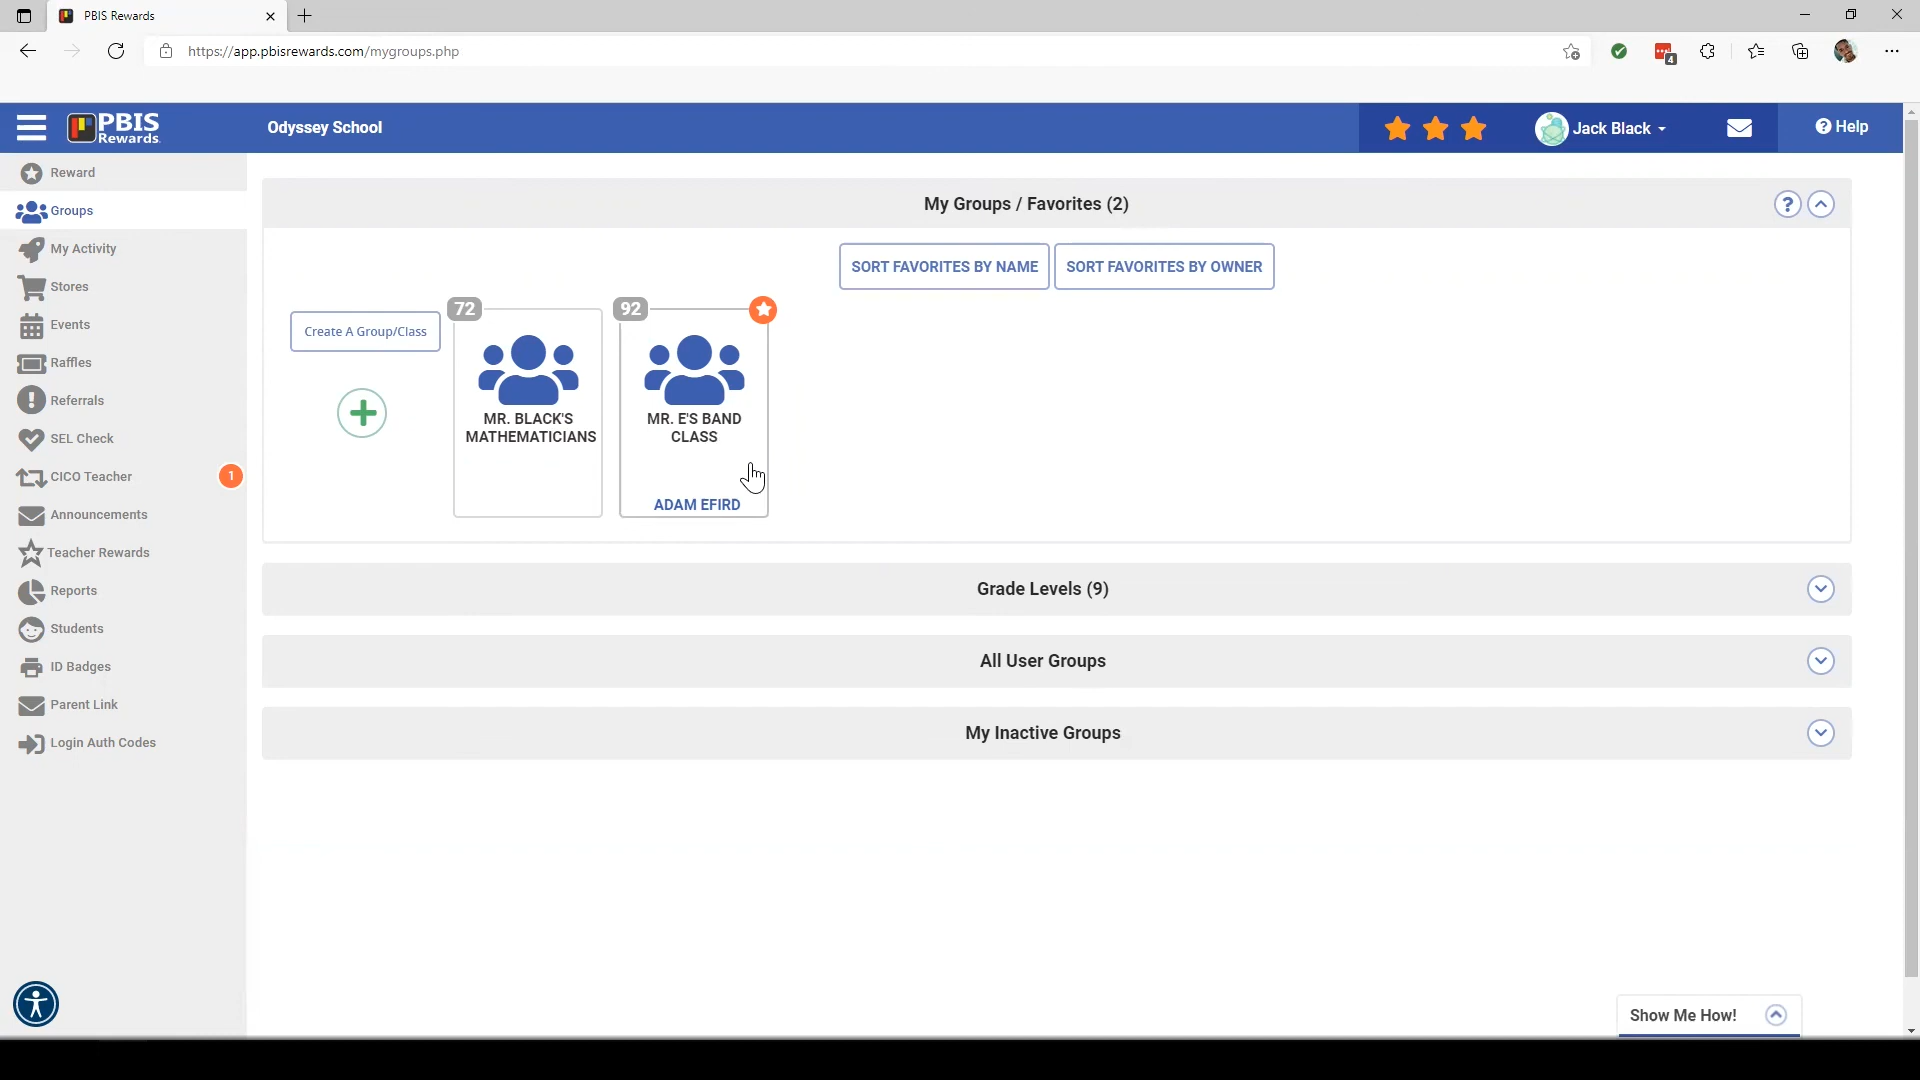 PBIS Rewards
https://app.pbisrewards.com/mygroups.php
4
PBIS
Rewards
Odyssey School
Jack Black
Help
Reward
Groups
My Activity
Stores
Events
Raffles
Referrals
SEL Check
CICO Teacher
1
Announcements
Teacher Rewards
Reports
Students
ID Badges
Parent Link
Login Auth Codes
My Groups / Favorites (2)
?
SORT FAVORITES BY NAME
SORT FAVORITES BY OWNER
Create A Group/Class
72
MR. BLACK'S
MATHEMATICIANS
92
MR. E'S BAND
CLASS
ADAM EFIRD
Grade Levels (9)
All User Groups
My Inactive Groups
Show Me How!